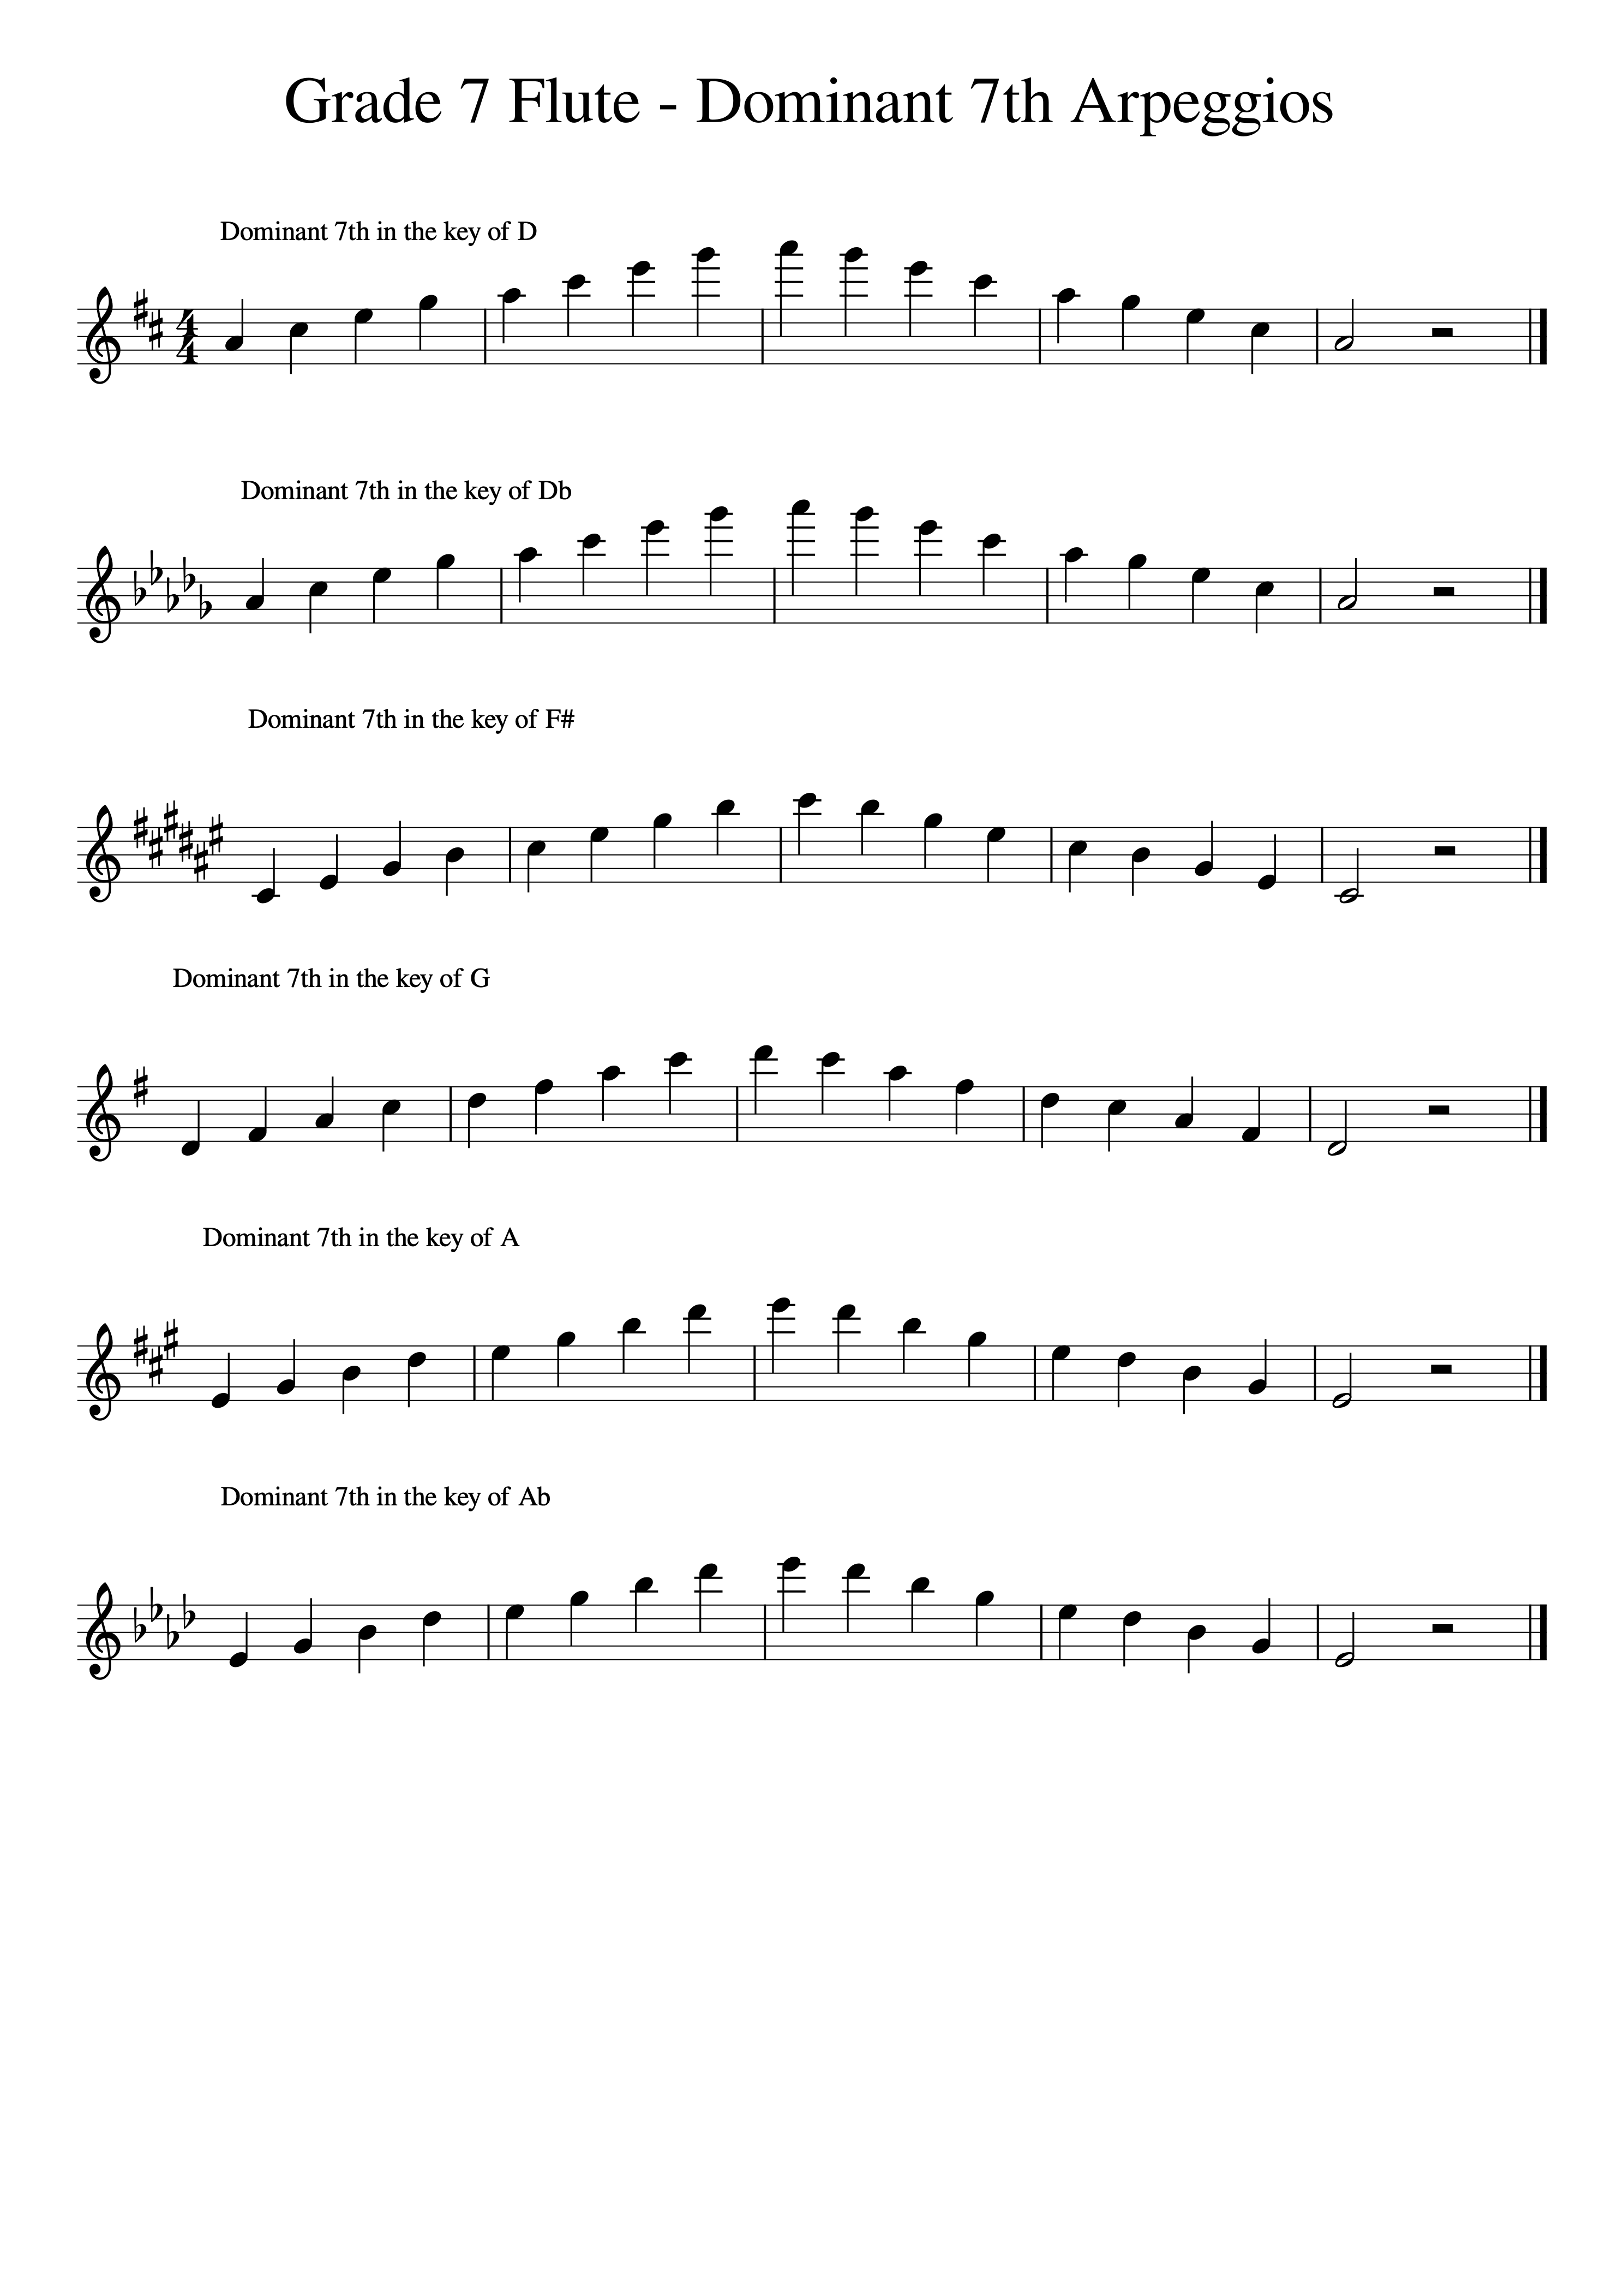 Grade 7 Flute - Dominant 7th Arpeggios
Dominant 7th in the key of D
4
4
Dominant 7th in the key of Db
Dominant 7th in the key of F#
Dominant 7th in the key of G
Dominant 7th in the key of A
Dominant 7th in the key of Ab